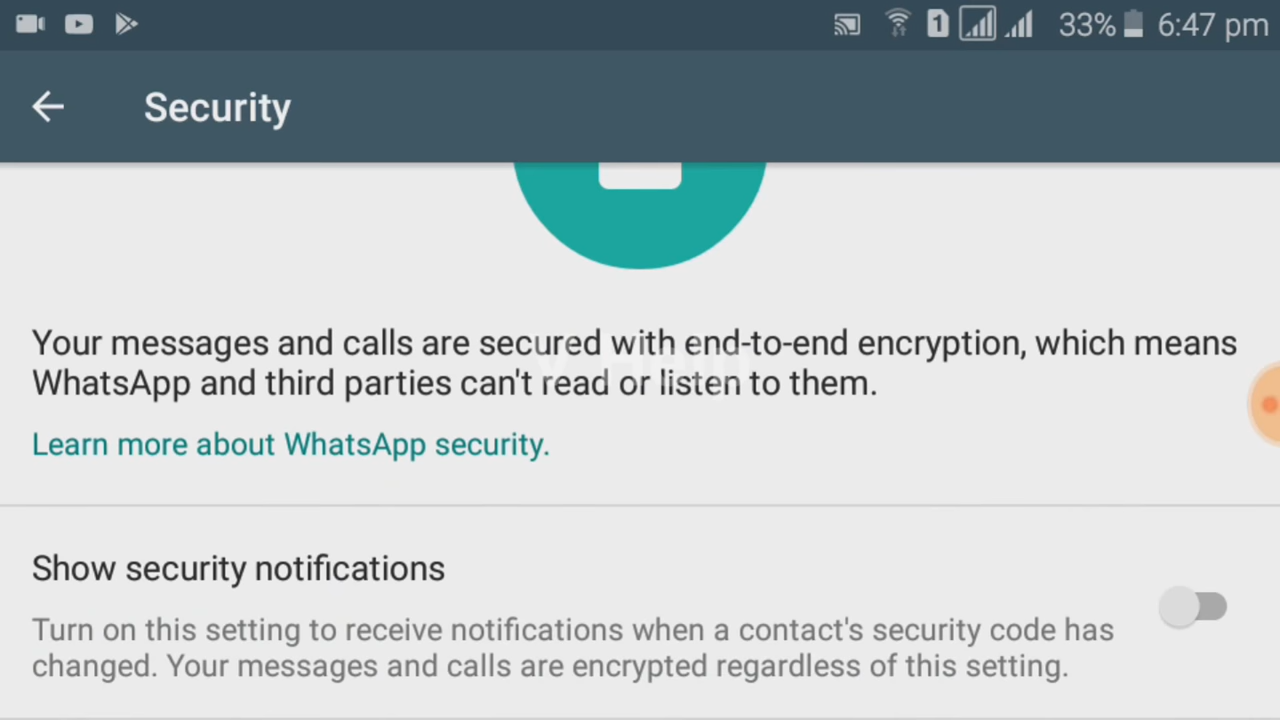 1 33% 6:47 pm
Security
Your messages and calls are secured with end-to-end encryption, which means
WhatsApp and third parties can't read or listen to them.
Learn more about WhatsApp security.
Show security notifications
Turn on this setting to receive notifications when a contact's security code has
changed. Your messages and calls are encrypted regardless of this setting.